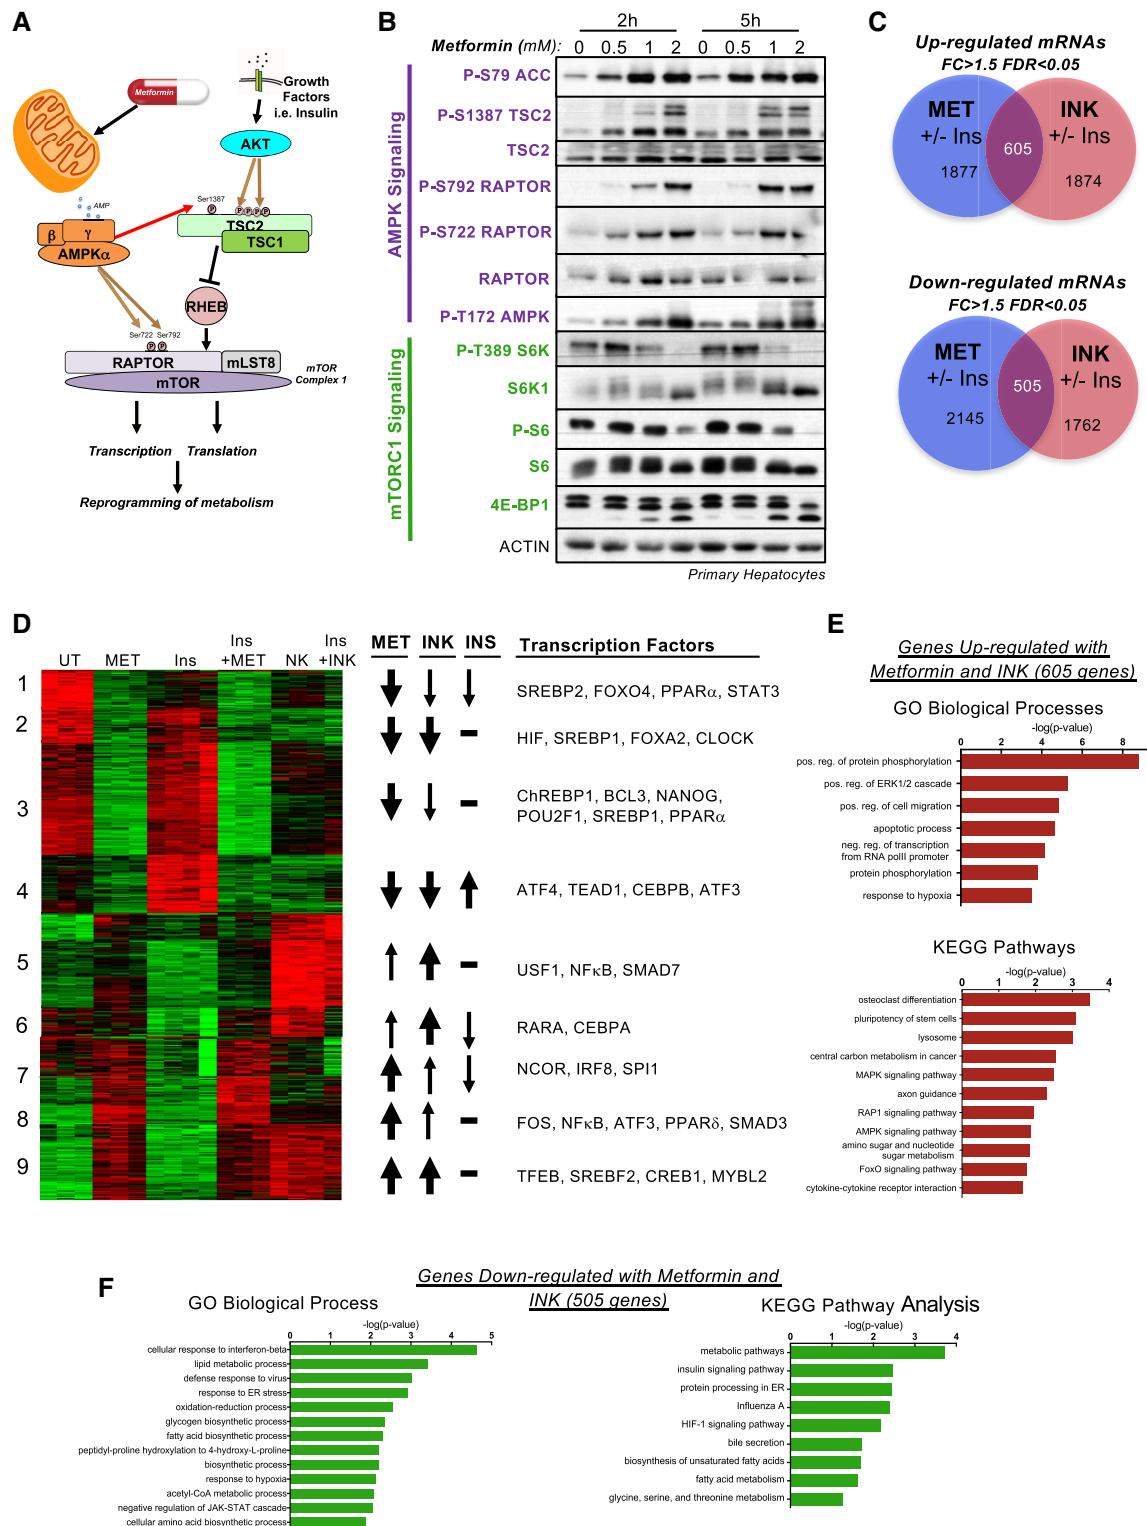 A
Metformin
Growth
Factors
i.e. Insulin
AKT
Ser1387
P
P P P P
AMP
β
γ
AMPKα
TSC2
TSC1
RHEB
Ser722 Ser792
P P
RAPTOR
mLST8
mTOR
mTOR
Complex 1
Transcription Translation
Reprogramming of metabolism
B
2h 5h
Metformin (mM): 0 0.5 1 2 0 0.5 1 2
AMPK Signaling
P-S79 ACC
P-S1387 TSC2
TSC2
P-S792 RAPTOR
P-S722 RAPTOR
RAPTOR
P-T172 AMPK
mTORC1 Signaling
P-T389 S6K
S6K1
P-S6
S6
4E-BP1
ACTIN
Primary Hepatocytes
C
Up-regulated mRNAs
FC>1.5 FDR<0.05
MET INK
+/- Ins 605 +/- Ins
1877 1874
Down-regulated mRNAs
FC>1.5 FDR<0.05
MET INK
+/- Ins 505 +/- Ins
2145 1762
D
UT MET Ins Ins +MET NK Ins +INK
MET INK INS Transcription Factors
1 SREBP2, FOXO4, PPARα, STAT3
2 HIF, SREBP1, FOXA2, CLOCK
3 ChREBP1, BCL3, NANOG,
POU2F1, SREBP1, PPARα
4 ATF4, TEAD1, CEBPB, ATF3
5 USF1, NFκB, SMAD7
6 RARA, CEBPA
7 NCOR, IRF8, SPI1
8 FOS, NFκB, ATF3, PPARδ, SMAD3
9 TFEB, SREBF2, CREB1, MYBL2
E
Genes Up-regulated with
Metformin and INK (605 genes)
GO Biological Processes
-log(p-value)
0 2 4 6 8
pos. reg. of protein phosphorylation
pos. reg. of ERK1/2 cascade
pos. reg. of cell migration
apoptotic process
neg. reg. of transcription
from RNA polII promoter
protein phosphorylation
response to hypoxia
KEGG Pathways
-log(p-value)
0 1 2 3 4
osteoclast differentiation
pluripotency of stem cells
lysosome
central carbon metabolism in cancer
MAPK signaling pathway
axon guidance
RAP1 signaling pathway
AMPK signaling pathway
amino sugar and nucleotide
sugar metabolism
FoxO signaling pathway
cytokine-cytokine receptor interaction
F
Genes Down-regulated with Metformin and
INK (505 genes)
GO Biological Process
-log(p-value)
0 1 2 3 4 5
cellular response to interferon-beta
lipid metabolic process
defense response to virus
response to ER stress
oxidation-reduction process
glycogen biosynthetic process
fatty acid biosynthetic process
peptidyl-proline hydroxylation to 4-hydroxy-L-proline
biosynthetic process
response to hypoxia
acetyl-CoA metabolic process
negative regulation of JAK-STAT cascade
cellular amino acid biosynthetic process
KEGG Pathway Analysis
-log(p-value)
0 1 2 3 4
metabolic pathways
insulin signaling pathway
protein processing in ER
Influenza A
HIF-1 signaling pathway
bile secretion
biosynthesis of unsaturated fatty acids
fatty acid metabolism
glycine, serine, and threonine metabolism